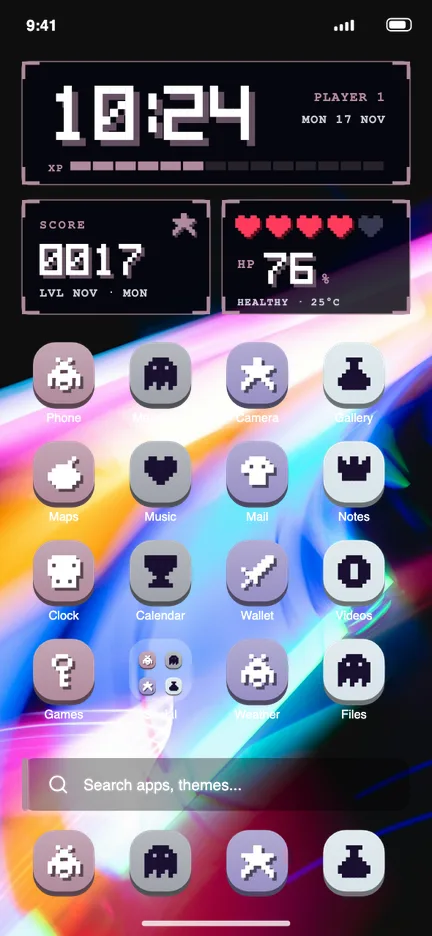 9:41
10:24
PLAYER 1
MON 17 NOV
XP
SCORE
0017
LVL NOV · MON
HP 76 %
HEALTHY · 25°C
Phone
Camera
Gallery
Maps
Music
Mail
Notes
Clock
Calendar
Wallet
Videos
Games
Weather
Files
Search apps, themes...